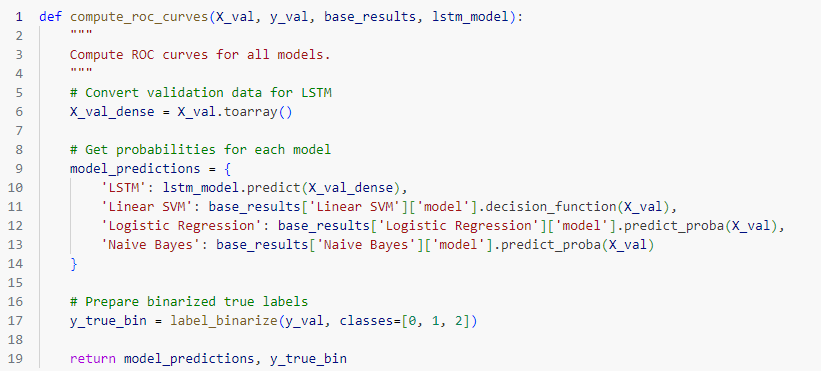 1 def compute_roc_curves(X_val, y_val, base_results, lstm_model):
2     """
3     Compute ROC curves for all models.
4     """
5     # Convert validation data for LSTM
6     X_val_dense = X_val.toarray()
7
8     # Get probabilities for each model
9     model_predictions = {
10         'LSTM': lstm_model.predict(X_val_dense),
11         'Linear SVM': base_results['Linear SVM']['model'].decision_function(X_val),
12         'Logistic Regression': base_results['Logistic Regression']['model'].predict_proba(X_val),
13         'Naive Bayes': base_results['Naive Bayes']['model'].predict_proba(X_val)
14     }
15
16     # Prepare binarized true labels
17     y_true_bin = label_binarize(y_val, classes=[0, 1, 2])
18
19     return model_predictions, y_true_bin